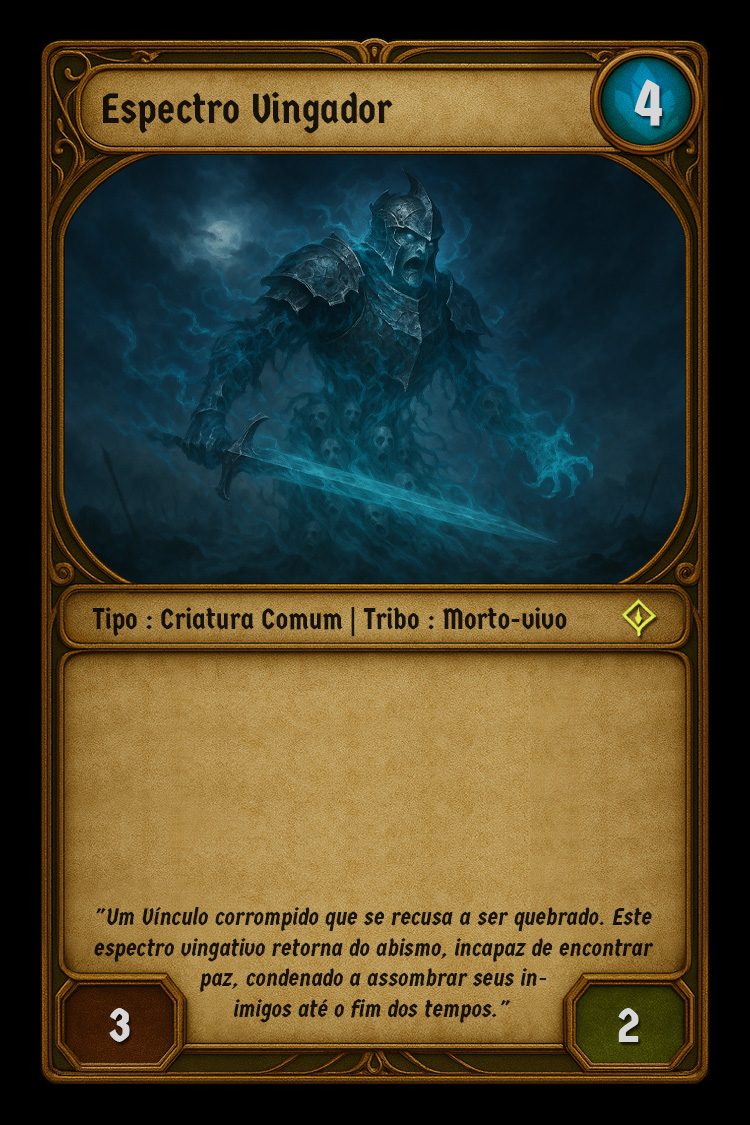 Espectro Vingador
4
Tipo : Criatura Comum | Tribo : Morto-vivo
"Um Vínculo corrompido que se recusa a ser quebrado. Este
espectro vingativo retorna do abismo, incapaz de encontrar
paz, condenado a assombrar seus in-
imigos até o fim dos tempos."
3
2